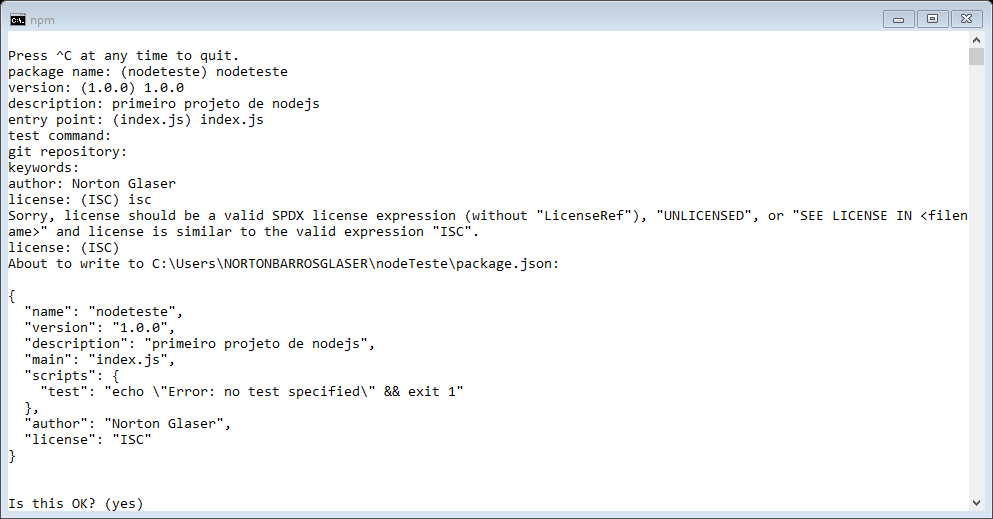 npm
Press ^C at any time to quit.
package name: (nodeteste) nodeteste
version: (1.0.0) 1.0.0
description: primeiro projeto de nodejs
entry point: (index.js) index.js
test command:
git repository:
keywords:
author: Norton Glaser
license: (ISC) isc
Sorry, license should be a valid SPDX license expression (without "LicenseRef"), "UNLICENSED", or "SEE LICENSE IN <filen
ame>" and license is similar to the valid expression "ISC".
license: (ISC)
About to write to C:\Users\NORTONBARROSGLASER\nodeTeste\package.json:
{
  "name": "nodeteste",
  "version": "1.0.0",
  "description": "primeiro projeto de nodejs",
  "main": "index.js",
  "scripts": {
    "test": "echo \"Error: no test specified\" && exit 1"
  },
  "author": "Norton Glaser",
  "license": "ISC"
}
Is this OK? (yes)